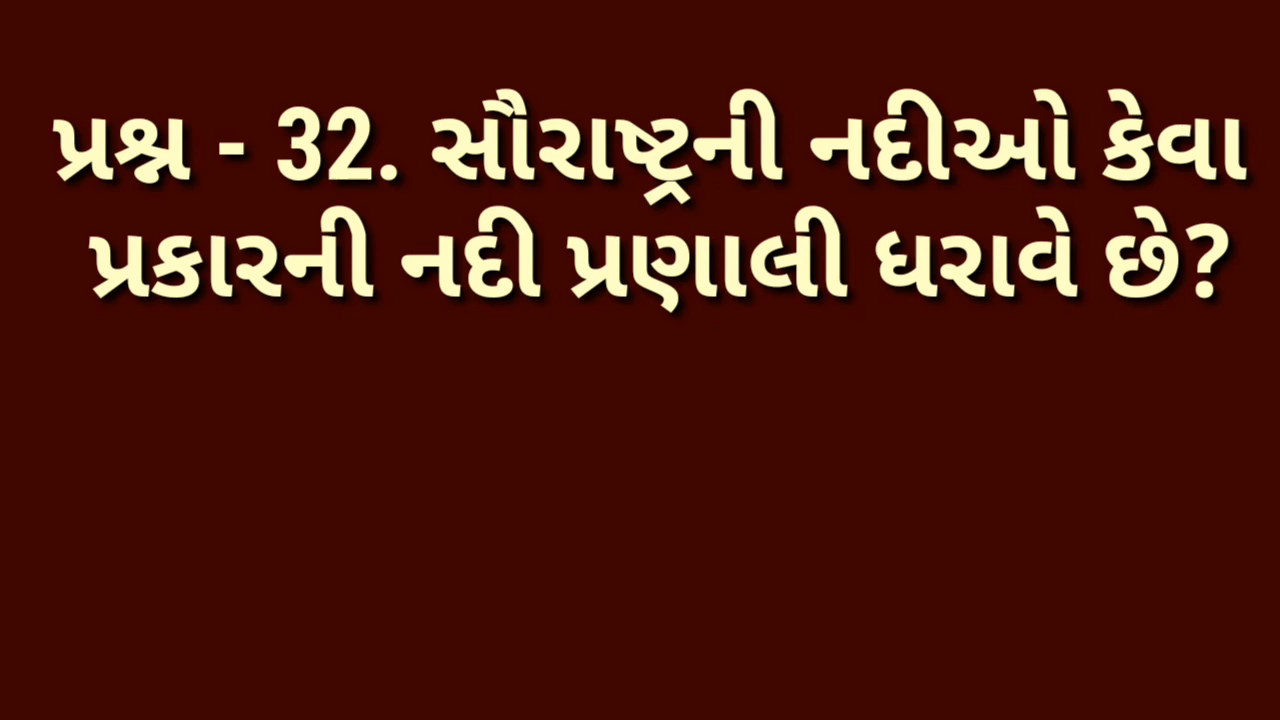 પ્રશ્ન - 32. સૌરાષ્ટ્રની નદીઓ કેવા
પ્રકારની નદી પ્રણાલી ધરાવે છે?